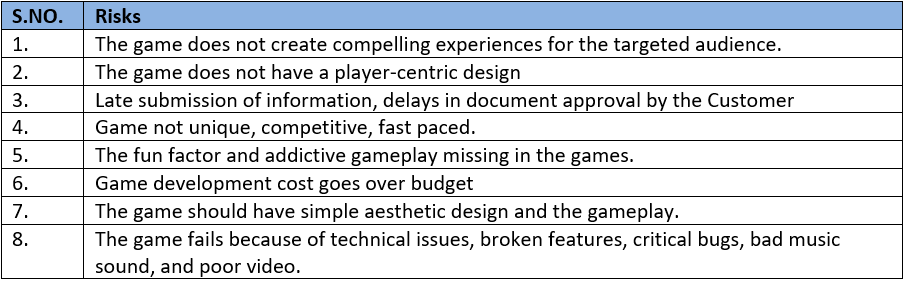 S.NO. Risks
1. The game does not create compelling experiences for the targeted audience.
2. The game does not have a player-centric design
3. Late submission of information, delays in document approval by the Customer
4. Game not unique, competitive, fast paced.
5. The fun factor and addictive gameplay missing in the games.
6. Game development cost goes over budget
7. The game should have simple aesthetic design and the gameplay.
8. The game fails because of technical issues, broken features, critical bugs, bad music
sound, and poor video.